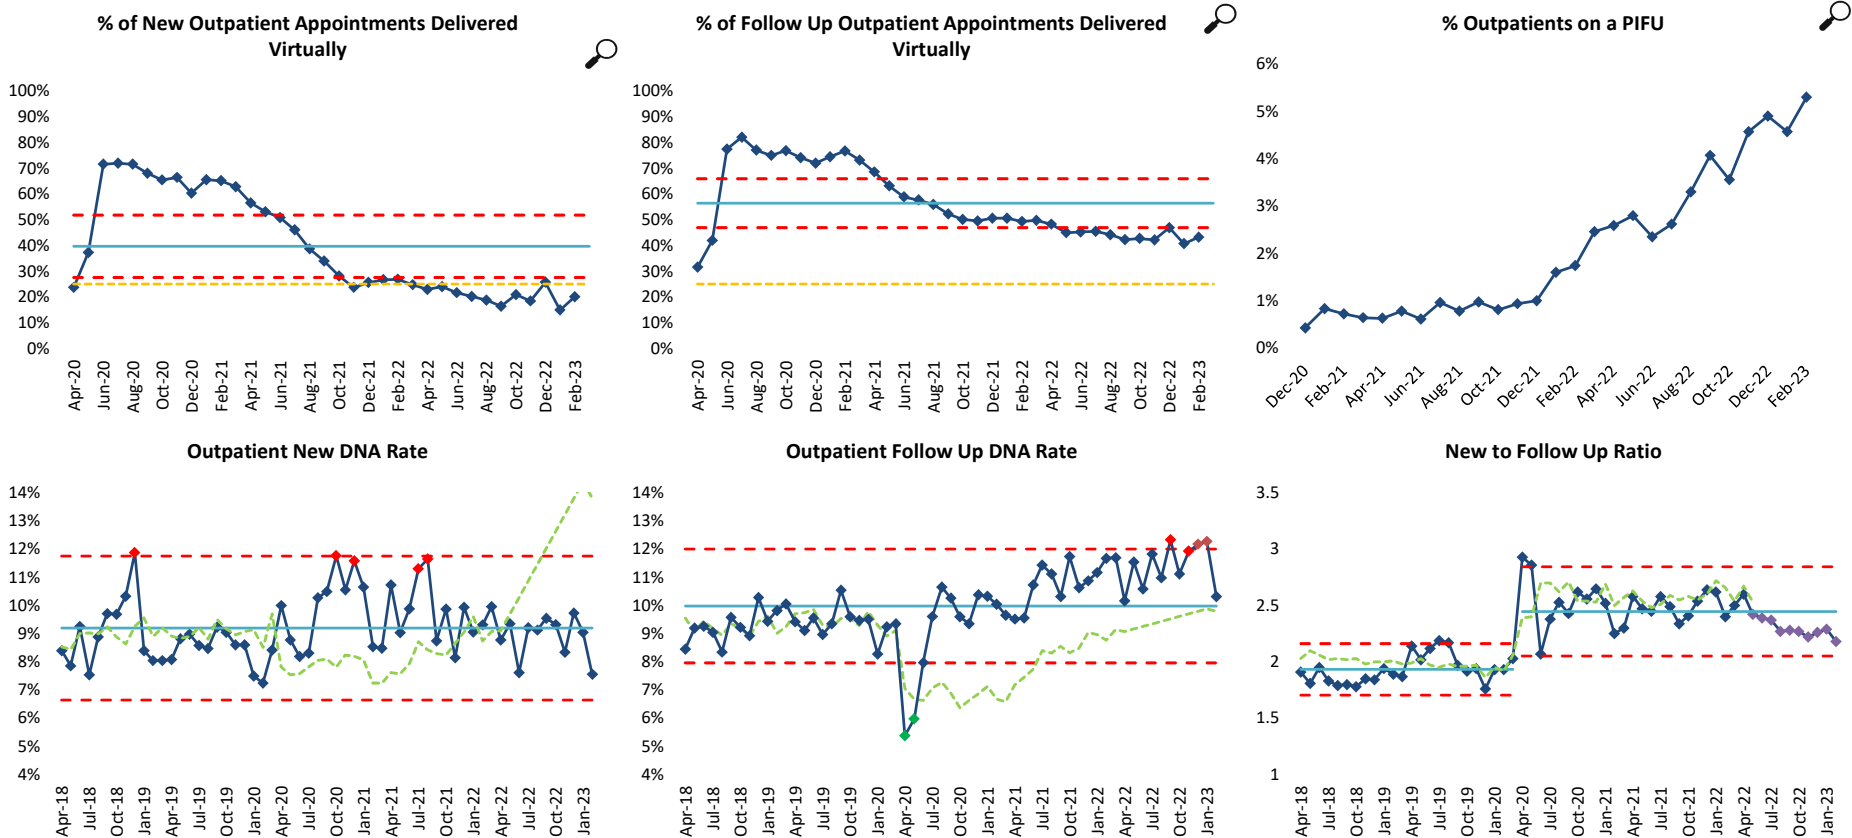 % of New Outpatient Appointments Delivered
Virtually
100%
90%
80%
70%
60%
50%
40%
30%
20%
10%
0%
Apr-20
Jun-20
Aug-20
Oct-20
Dec-20
Feb-21
Apr-21
Jun-21
Aug-21
Oct-21
Dec-21
Feb-22
Apr-22
Jun-22
Aug-22
Oct-22
Dec-22
Feb-23
% of Follow Up Outpatient Appointments Delivered
Virtually
100%
90%
80%
70%
60%
50%
40%
30%
20%
10%
0%
Apr-20
Jun-20
Aug-20
Oct-20
Dec-20
Feb-21
Apr-21
Jun-21
Aug-21
Oct-21
Dec-21
Feb-22
Apr-22
Jun-22
Aug-22
Oct-22
Dec-22
Feb-23
% Outpatients on a PIFU
6%
5%
4%
3%
2%
1%
0%
Dec-20
Feb-21
Apr-21
Jun-21
Aug-21
Oct-21
Dec-21
Feb-22
Apr-22
Jun-22
Aug-22
Oct-22
Dec-22
Feb-23
Outpatient New DNA Rate
14%
13%
12%
11%
10%
9%
8%
7%
6%
5%
4%
Apr-18
Jul-18
Oct-18
Jan-19
Apr-19
Jul-19
Oct-19
Jan-20
Apr-20
Jul-20
Oct-20
Jan-21
Apr-21
Jul-21
Oct-21
Jan-22
Apr-22
Jul-22
Oct-22
Jan-23
Outpatient Follow Up DNA Rate
14%
13%
12%
11%
10%
9%
8%
7%
6%
5%
4%
Apr-18
Jul-18
Oct-18
Jan-19
Apr-19
Jul-19
Oct-19
Jan-20
Apr-20
Jul-20
Oct-20
Jan-21
Apr-21
Jul-21
Oct-21
Jan-22
Apr-22
Jul-22
Oct-22
Jan-23
New to Follow Up Ratio
3.5
3
2.5
2
1.5
1
Apr-18
Jul-18
Oct-18
Jan-19
Apr-19
Jul-19
Oct-19
Jan-20
Apr-20
Jul-20
Oct-20
Jan-21
Apr-21
Jul-21
Oct-21
Jan-22
Apr-22
Jul-22
Oct-22
Jan-23